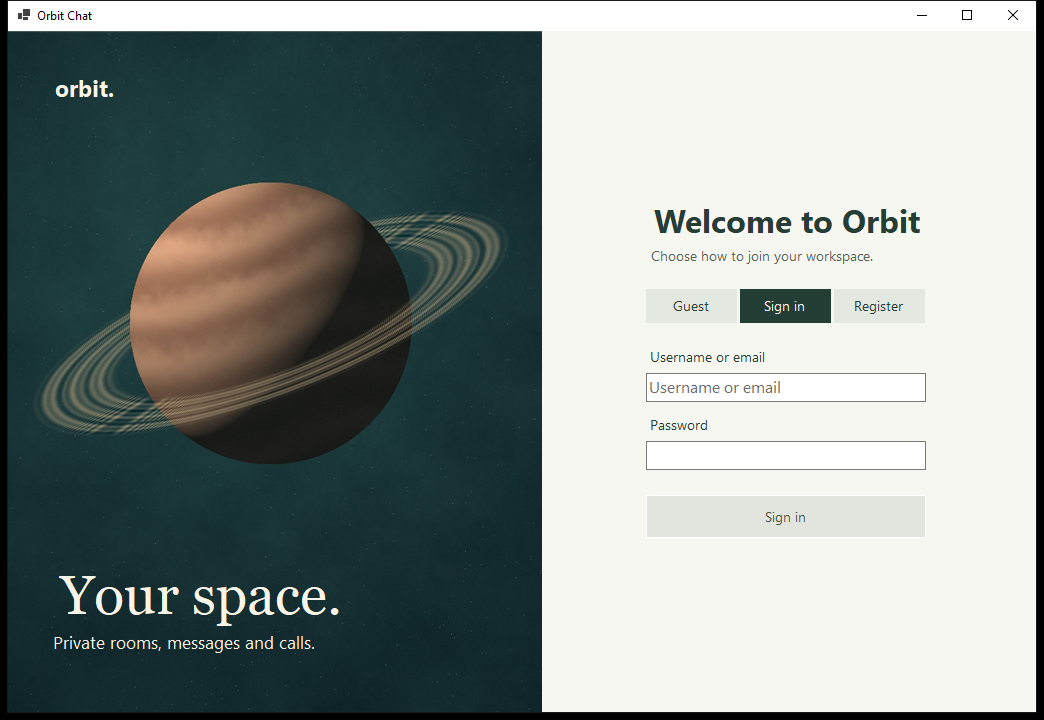 Orbit Chat
orbit.
Your space.
Private rooms, messages and calls.
Welcome to Orbit
Choose how to join your workspace.
Guest
Sign in
Register
Username or email
Username or email
Password
Sign in